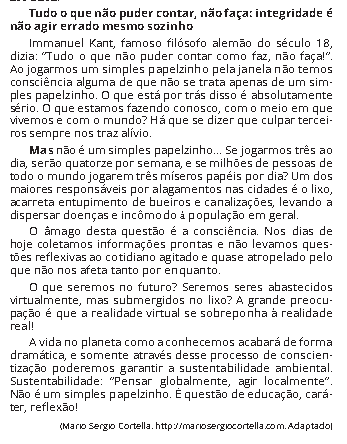 Tudo o que não puder contar, não faça: integridade é
não agir errado mesmo sozinho
Immanuel Kant, famoso filósofo alemão do século 18,
dizia: “Tudo o que não puder contar como faz, não faça!”.
Ao jogarmos um simples papelzinho pela janela não temos
consciência alguma de que não se trata apenas de um sim-
ples papelzinho. O que está por trás disso é absolutamente
sério. O que estamos fazendo conosco, com o meio em que
vivemos e com o mundo? Há que se dizer que culpar tercei-
ros sempre nos traz alívio.
Mas não é um simples papelzinho... Se jogarmos três ao
dia, serão quatorze por semana, e se milhões de pessoas de
todo o mundo jogarem três míseros papéis por dia? Um dos
maiores responsáveis por alagamentos nas cidades é o lixo,
acarreta entupimento de bueiros e canalizações, levando a
dispersar doenças e incômodo à população em geral.
O âmago desta questão é a consciência. Nos dias de
hoje coletamos informações prontas e não levamos ques-
tões reflexivas ao cotidiano agitado e quase atropelado pelo
que não nos afeta tanto por enquanto.
O que seremos no futuro? Seremos seres abastecidos
virtualmente, mas submergidos no lixo? A grande preocu-
pação é que a realidade virtual se sobreponha à realidade
real!
A vida no planeta como a conhecemos acabará de forma
dramática, e somente através desse processo de conscien-
tização poderemos garantir a sustentabilidade ambiental.
Sustentabilidade: “Pensar globalmente, agir localmente”.
Não é um simples papelzinho. É questão de educação, cará-
ter, reflexão!
(Mario Sergio Cortella. http://mariosergiocortella.com. Adaptado)